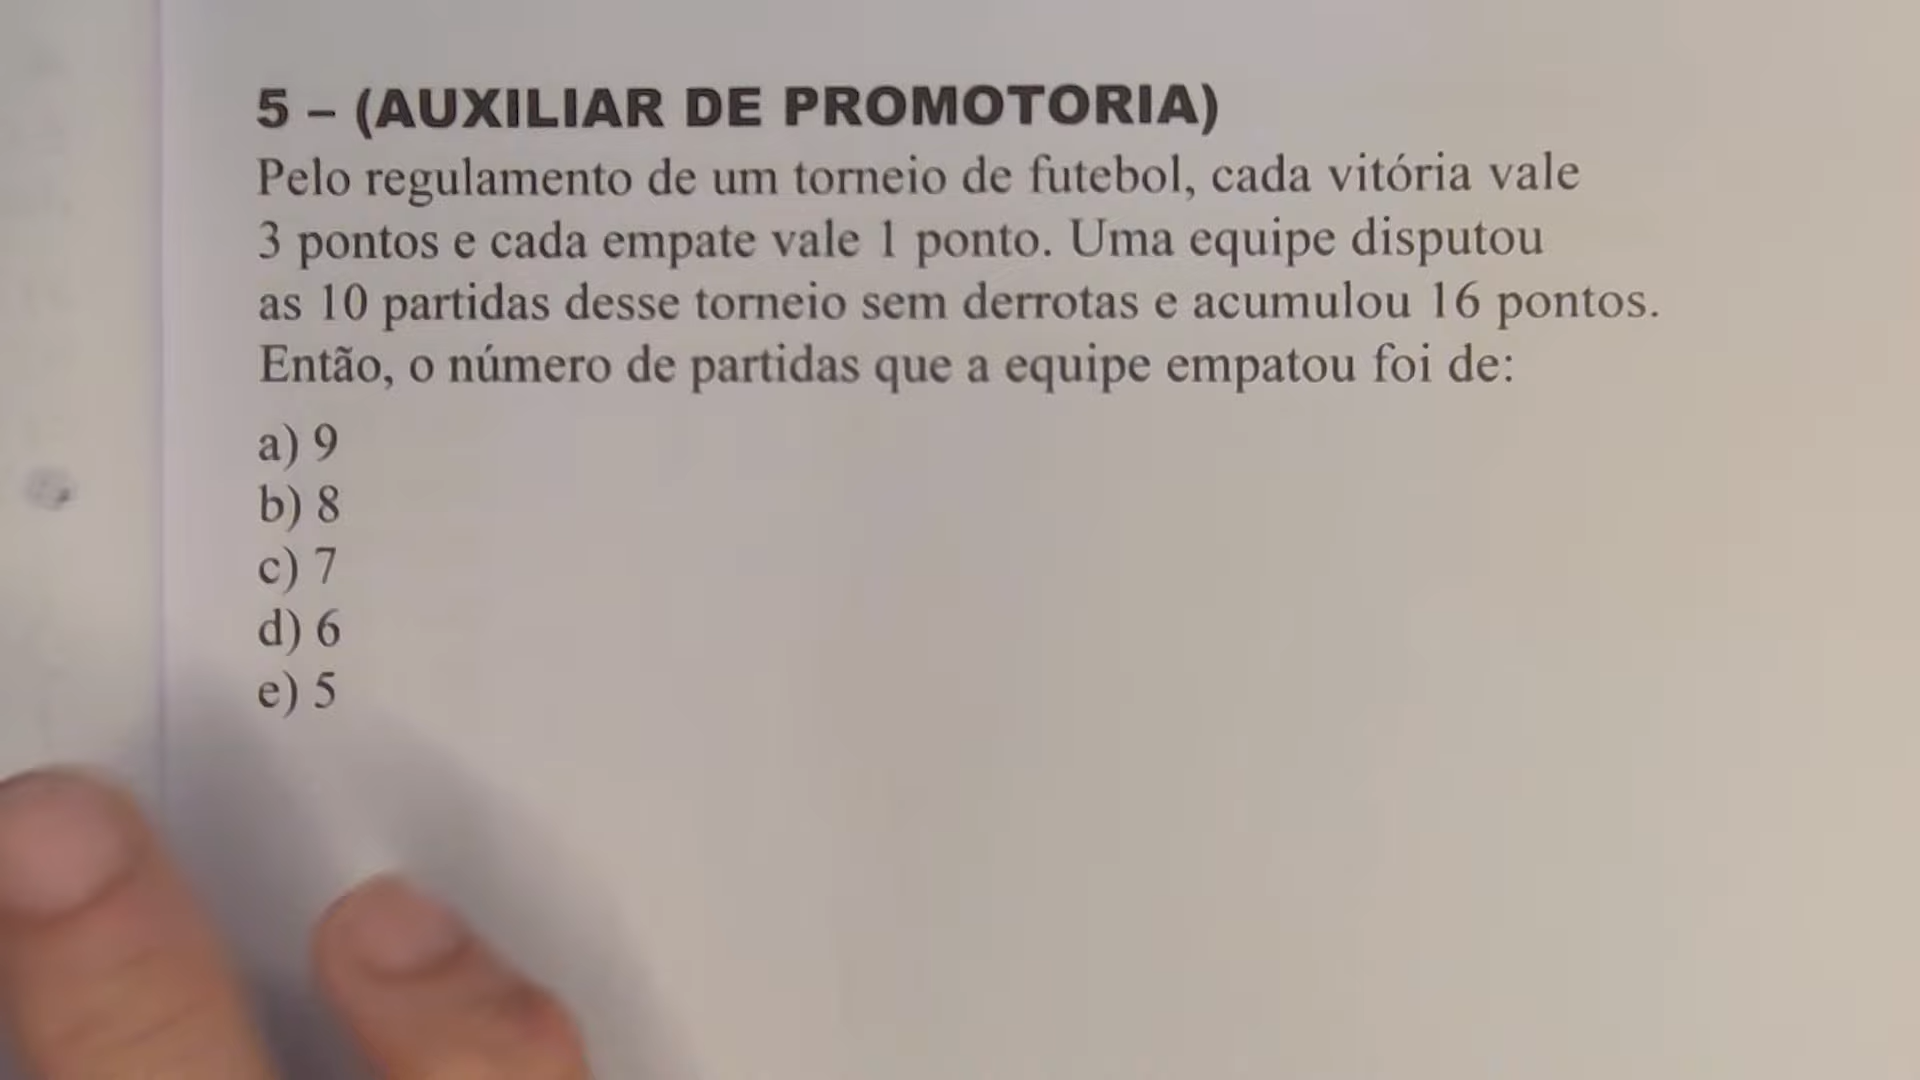 5 – (AUXILIAR DE PROMOTORIA)
Pelo regulamento de um torneio de futebol, cada vitória vale
3 pontos e cada empate vale 1 ponto. Uma equipe disputou
as 10 partidas desse torneio sem derrotas e acumulou 16 pontos.
Então, o número de partidas que a equipe empatou foi de:
a) 9
b) 8
c) 7
d) 6
e) 5